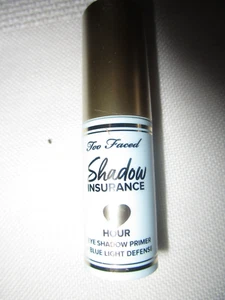 Too Faced
Shadow
INSURANCE
HOUR
EYE SHADOW PRIMER
BLUE LIGHT DEFENSE